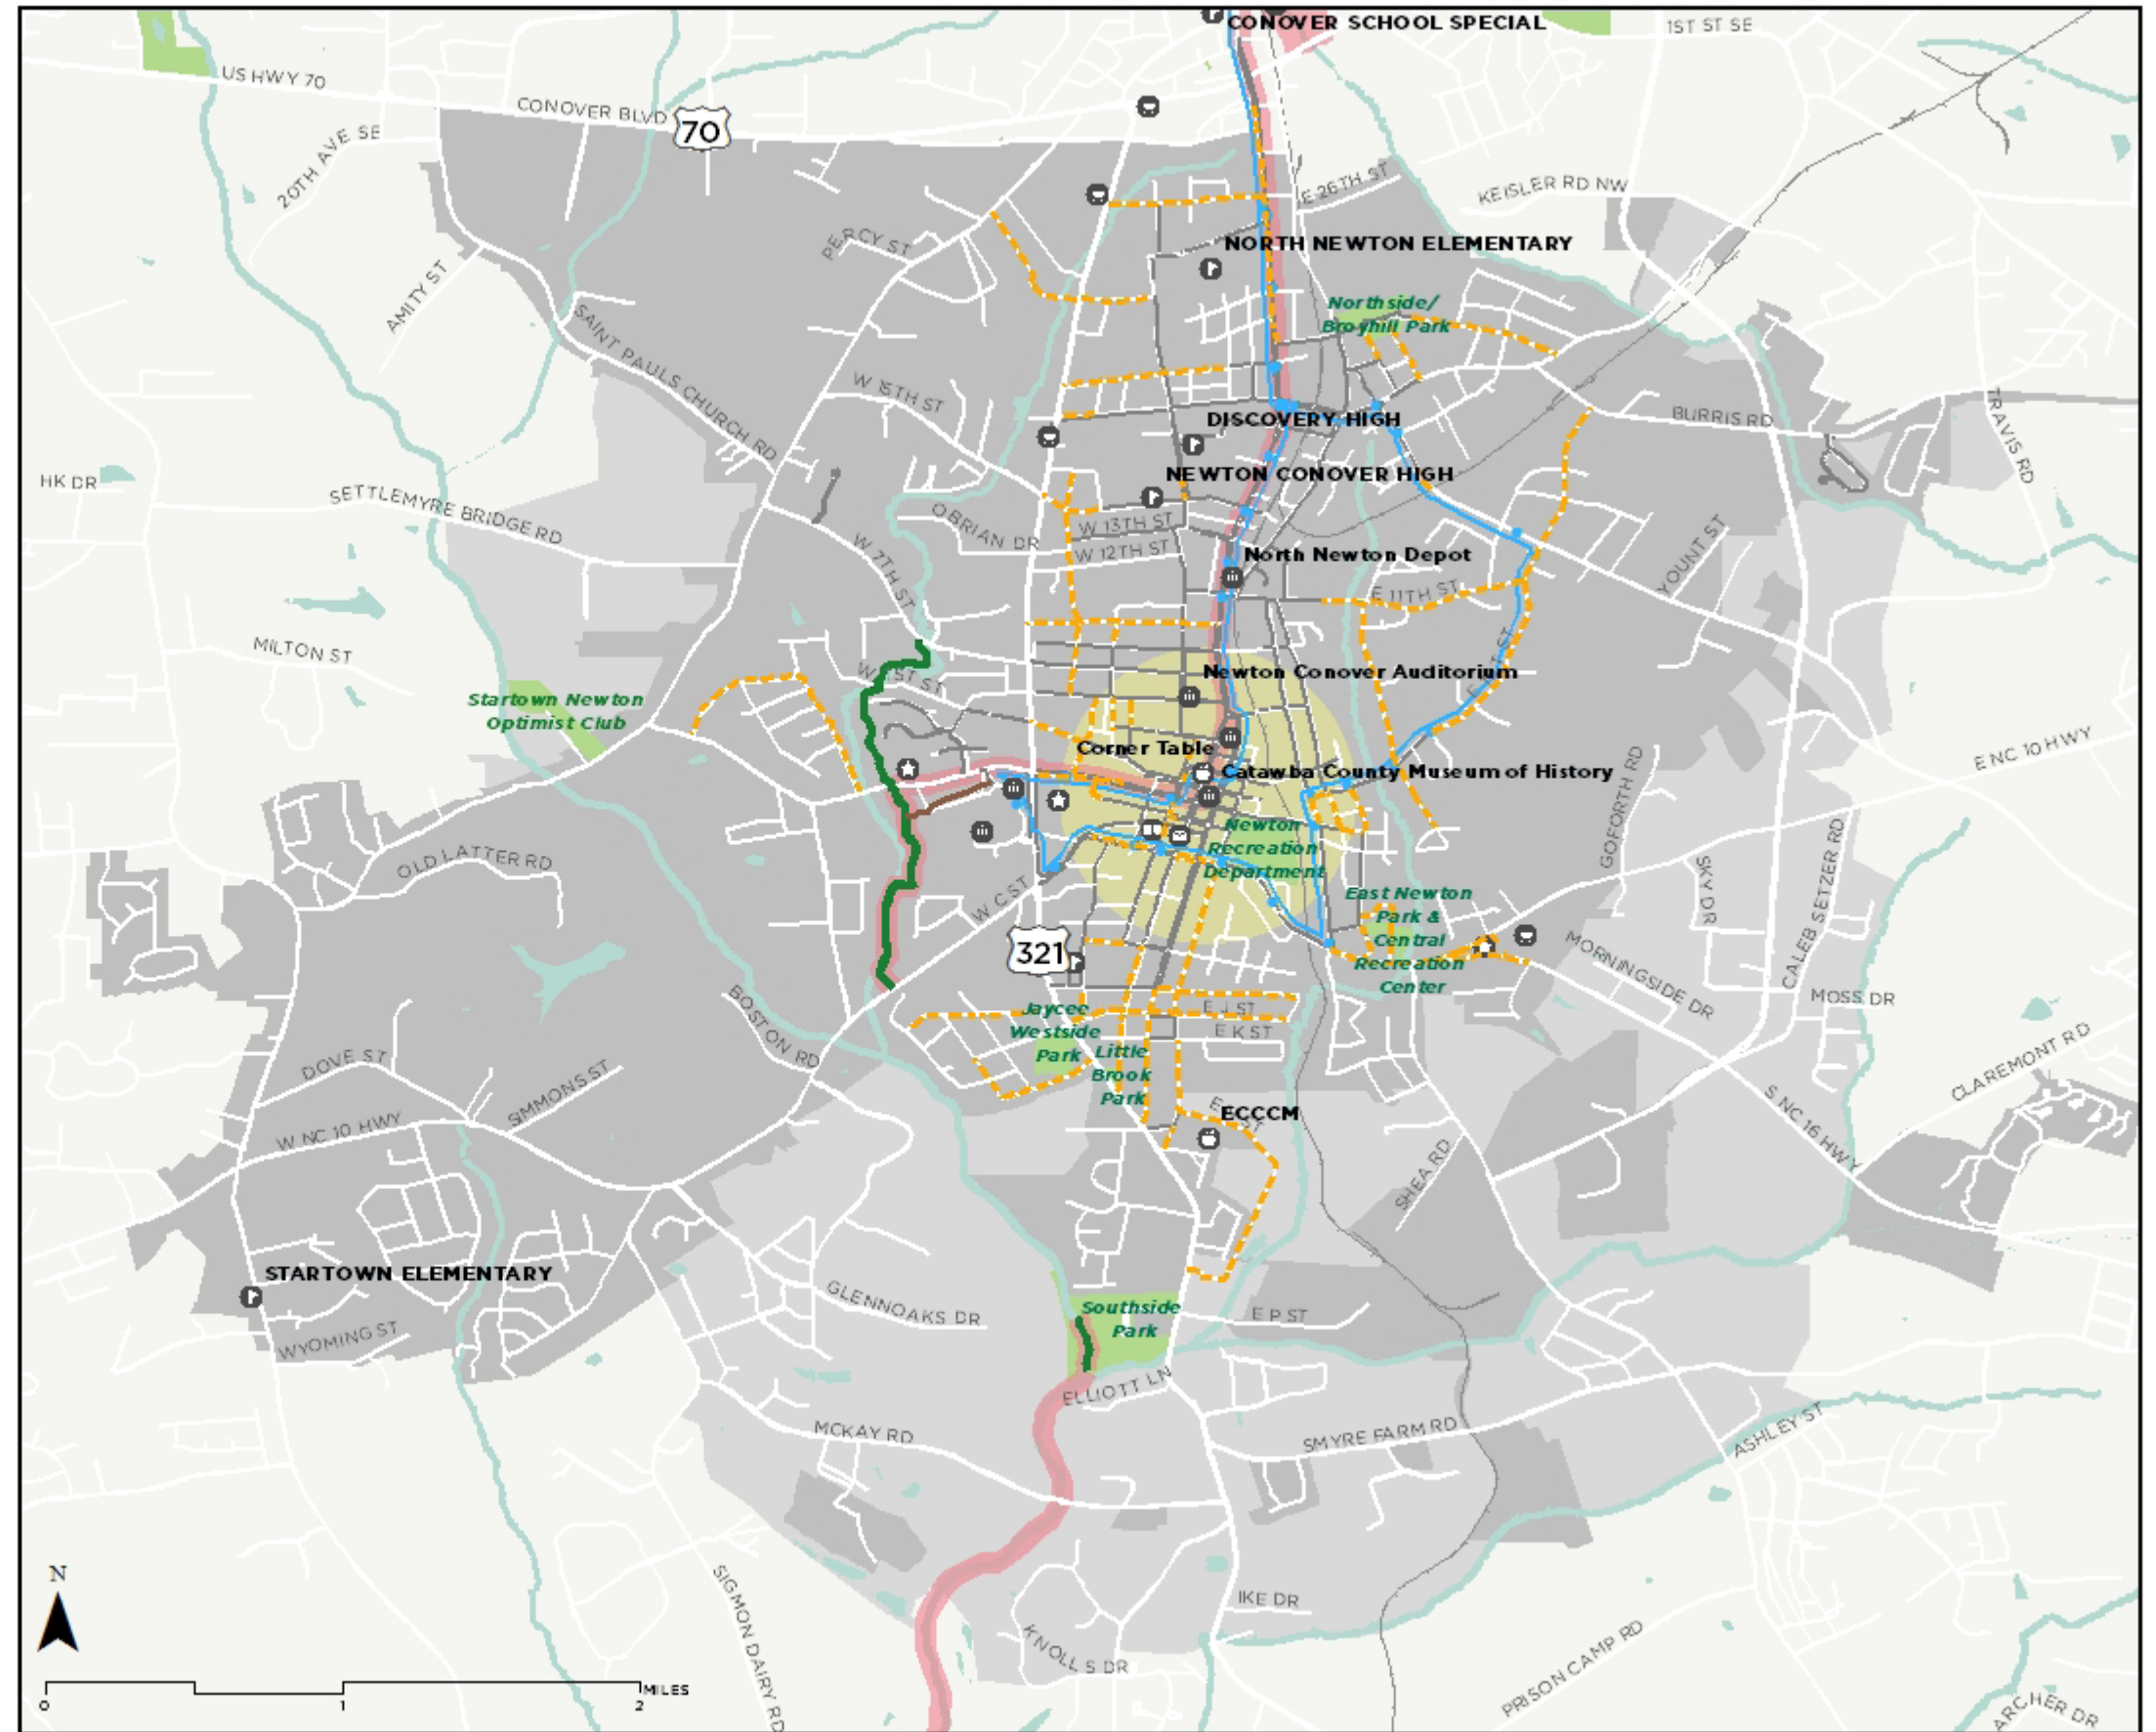 CONOVER SCHOOL SPECIAL
1ST ST SE
US HWY 70
CONOVER BLVD
70
20TH AVE SE
E 26TH ST
KEISLER RD NW
PERCY ST
NORTH NEWTON ELEMENTARY
AMITY ST
Northside/
Broyhill Park
SAINT PAULS CHURCH RD
W 15TH ST
DISCOVERY HIGH
BURRIS RD
TRAVIS RD
NEWTON CONOVER HIGH
HK DR
SETTLEMYRE BRIDGE RD
OBRIAN DR
W 13TH ST
W 12TH ST
North Newton Depot
YOUNT ST
W 7TH ST
E 11TH ST
MILTON ST
W 1ST ST
Newton Conover Auditorium
Startown Newton
Optimist Club
Corner Table
Catawba County Museum of History
E NC 10 HWY
GOFORTH RD
Newton
Recreation
Department
OLD LATTER RD
W C ST
SKY DR
CALEB SETZER RD
East Newton
Park &
Central
Recreation
Center
321
MORNINGSIDE DR
MOSS DR
BOSTON RD
Jaycee
Westside
Park
E J ST
E K ST
Little
Brook
Park
DOVE ST
SIMMONS ST
CLAREMONT RD
W NC 10 HWY
ECCCM
S NC 16 HWY
SHEA RD
STARTOWN ELEMENTARY
GLENNOAKS DR
Southside
Park
E P ST
WYOMING ST
ELLIOTT LN
MCKAY RD
SMYRE FARM RD
ASHLEY ST
N
SIGMON DAIRY RD
IKE DR
KNOLLS DR
PRISON CAMP RD
ARCHER DR
0 1 2 MILES